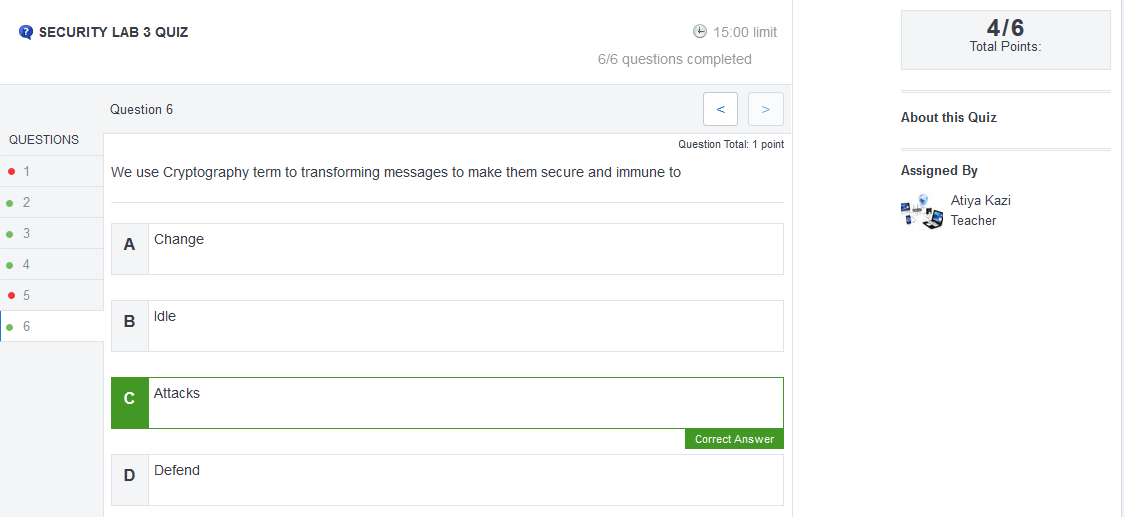 ? SECURITY LAB 3 QUIZ
15:00 limit
6/6 questions completed
4/6
Total Points:
Question 6
<
>
QUESTIONS
1
2
3
4
5
6
Question Total: 1 point
We use Cryptography term to transforming messages to make them secure and immune to
A Change
B Idle
C Attacks
Correct Answer
D Defend
About this Quiz
Assigned By
Atiya Kazi
Teacher